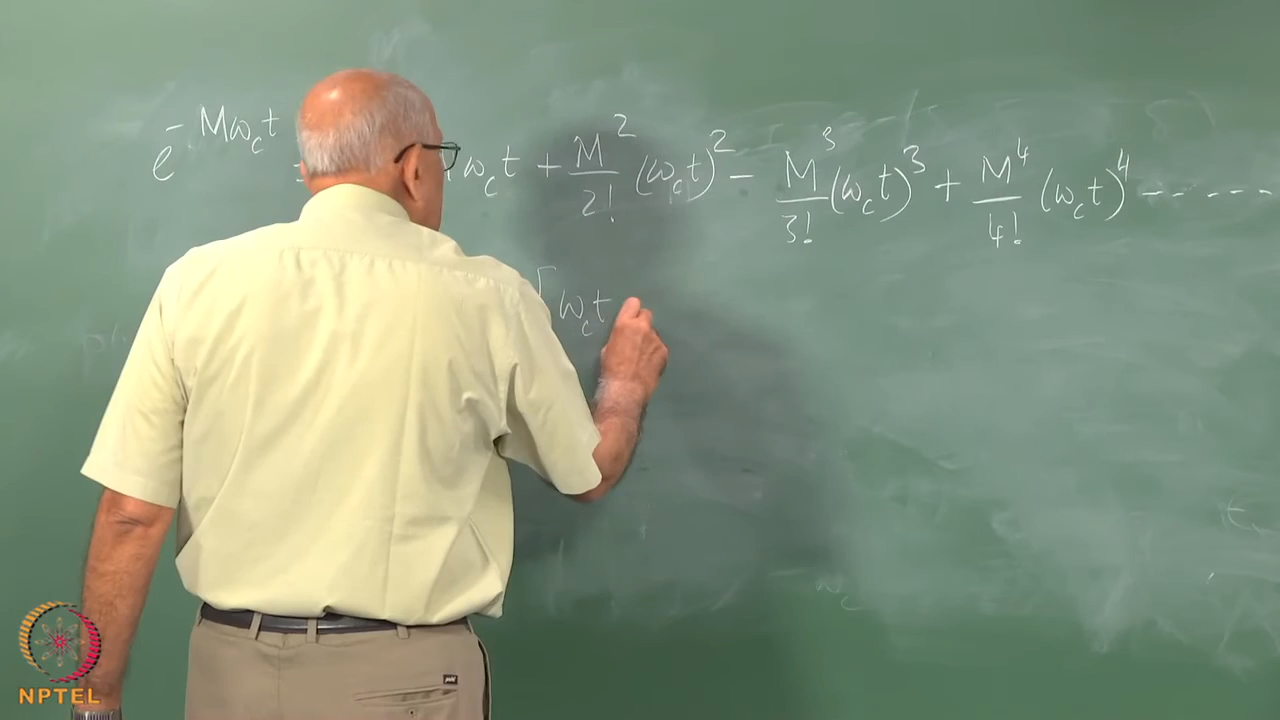 e^{-Mω_c t} = ω_c t + M²/2! (ω_c t)² - M³/3! (ω_c t)³ + M⁴/4! (ω_c t)⁴ - - - - - -
[ω_c t
NPTEL